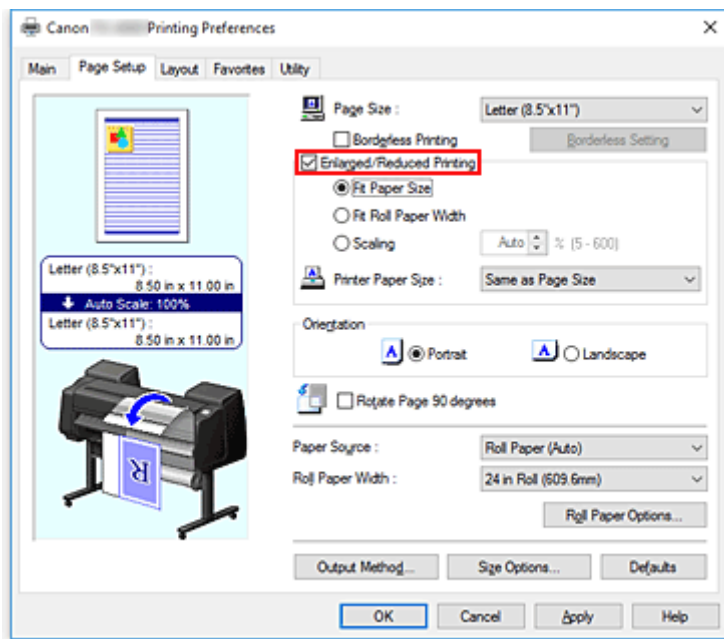 Canon Printing Preferences
Main Page Setup Layout Favorites Utility
Page Size : Letter (8.5"x11")
Borderless Printing Borderless Setting
Enlarged/Reduced Printing
Fit Paper Size
Fit Roll Paper Width
Scaling Auto % (5 - 600)
Printer Paper Size : Same as Page Size
Letter (8.5"x11") :
8.50 in x 11.00 in
Auto Scale: 100%
Letter (8.5"x11") :
8.50 in x 11.00 in
Orientation
A Portrait A Landscape
Rotate Page 90 degrees
Paper Source : Roll Paper (Auto)
Roll Paper Width : 24 in Roll (609.6mm)
Roll Paper Options...
R
Output Method... Size Options... Defaults
OK Cancel Apply Help